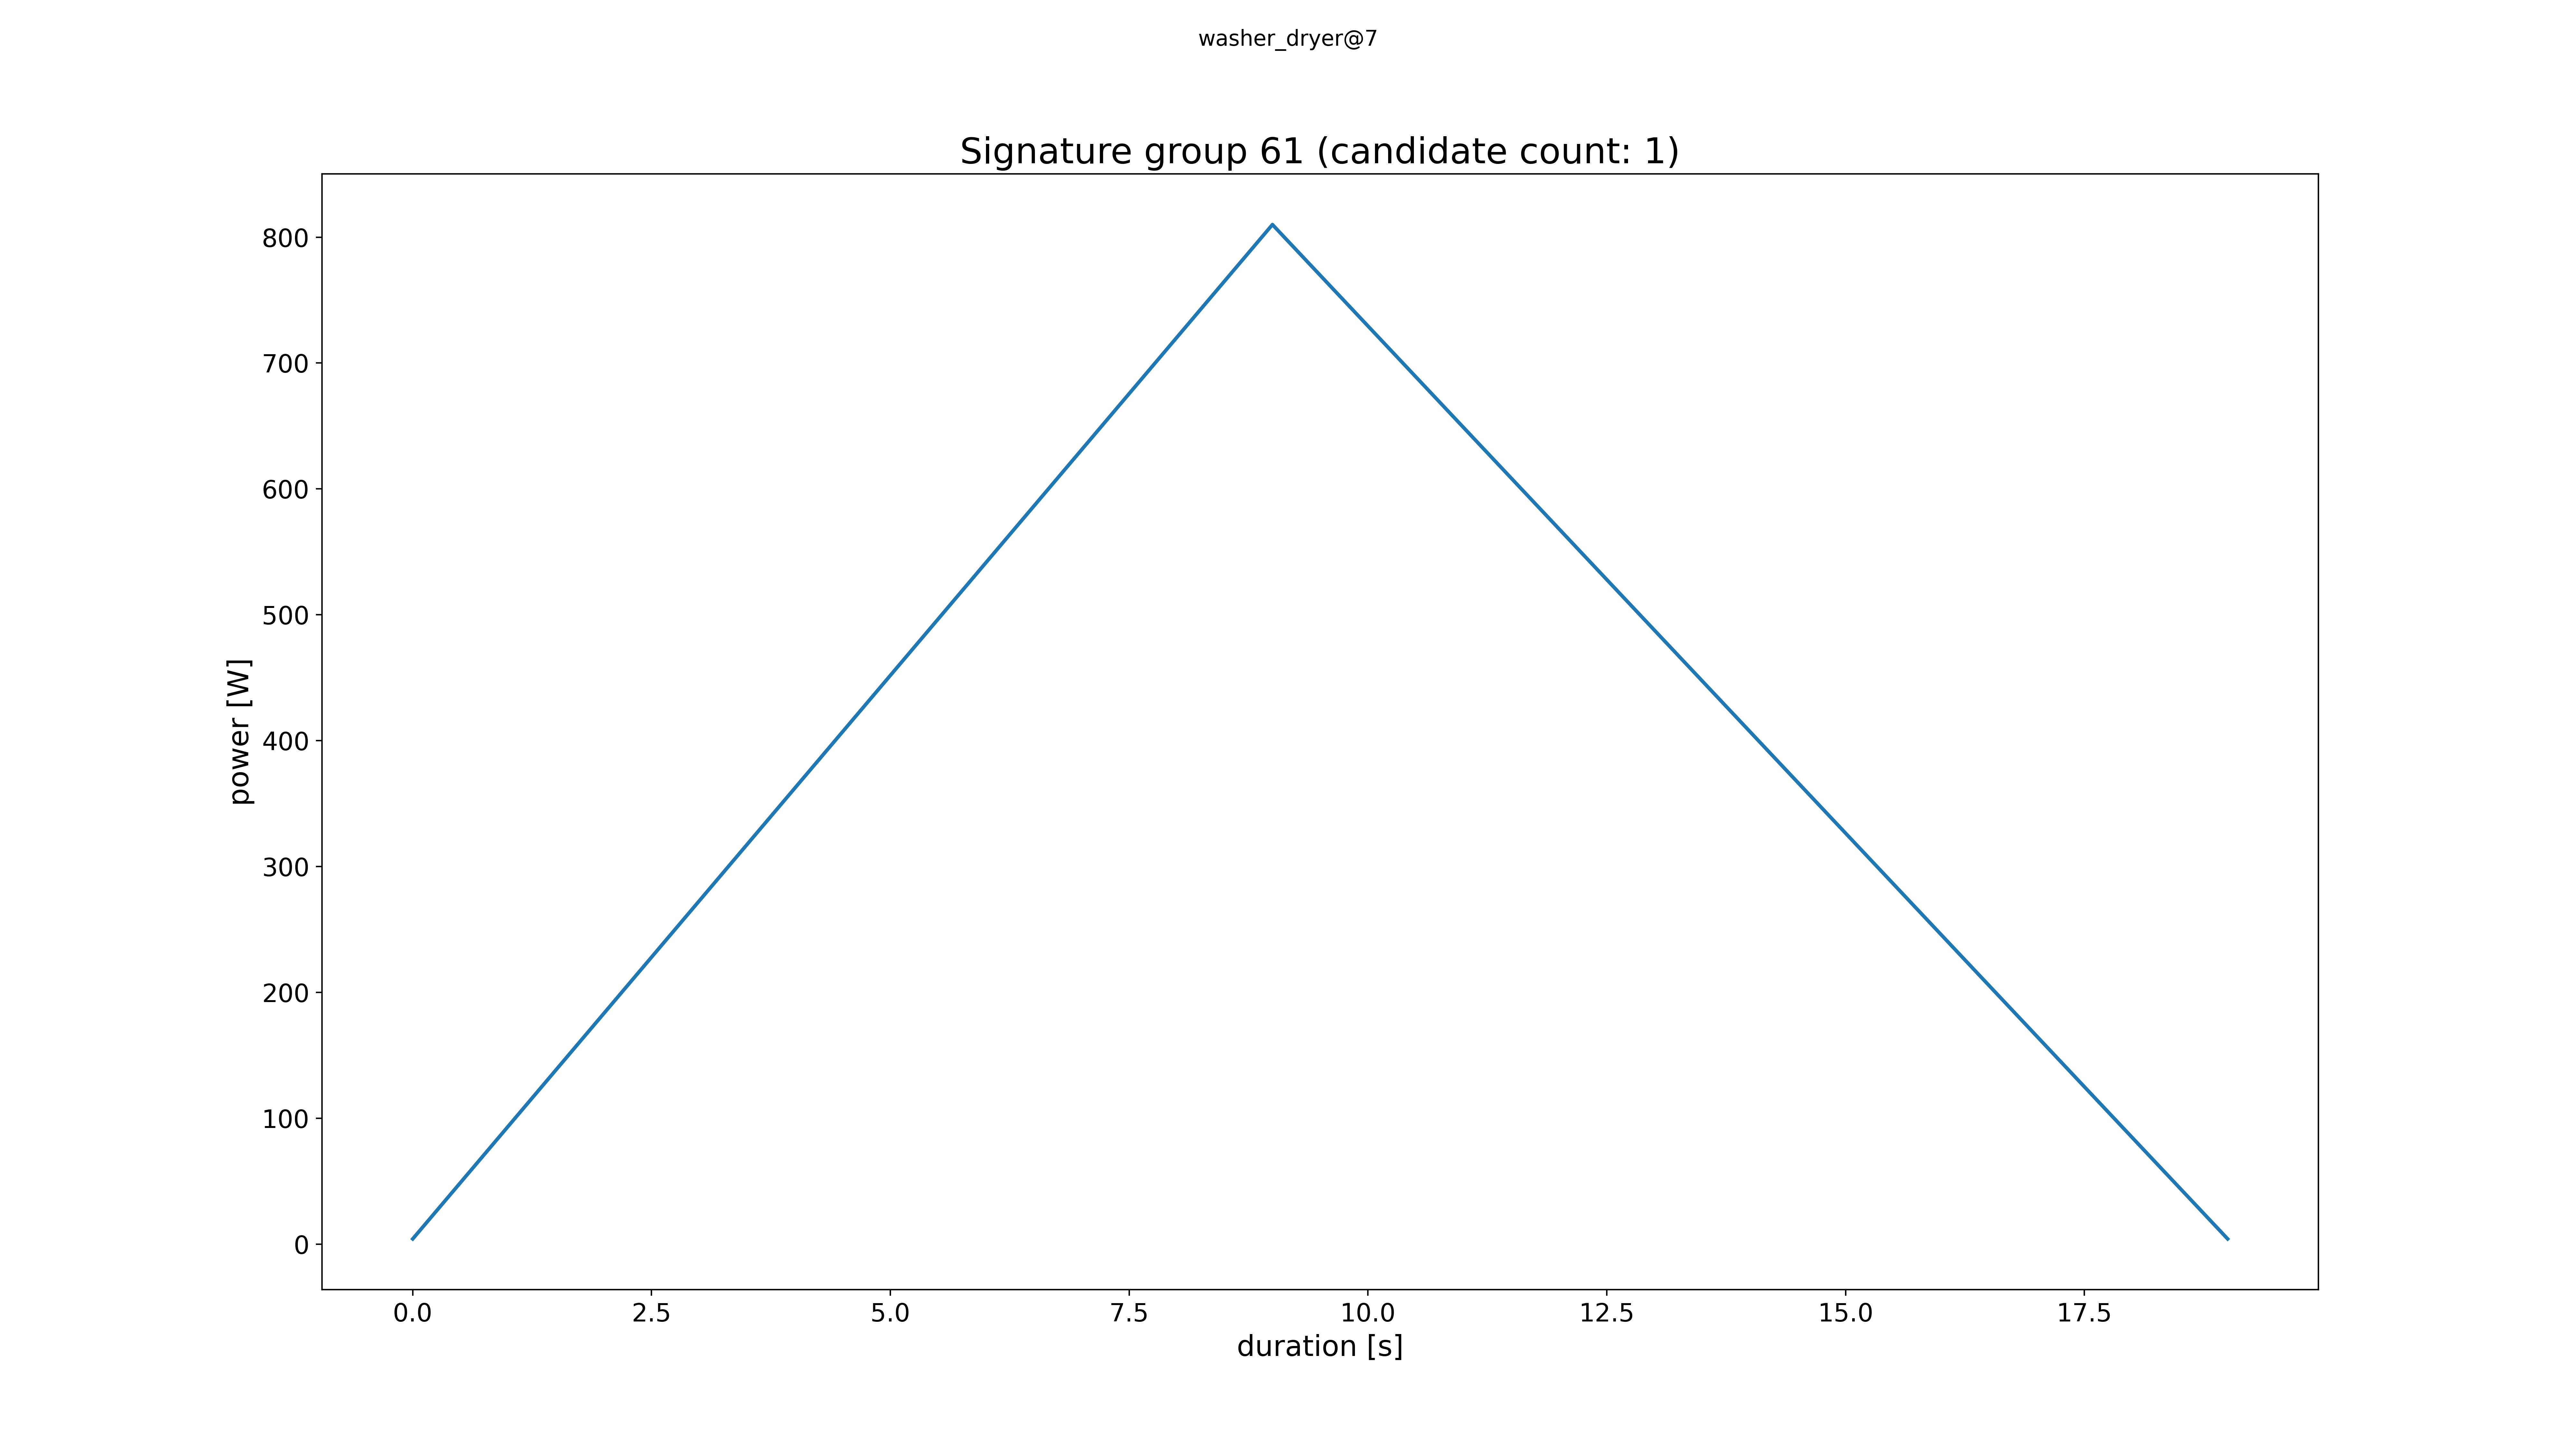 washer_dryer@7
Signature group 61 (candidate count: 1)
800
700
600
500
400
300
200
100
0
power [W]
0.0 2.5 5.0 7.5 10.0 12.5 15.0 17.5
duration [s]